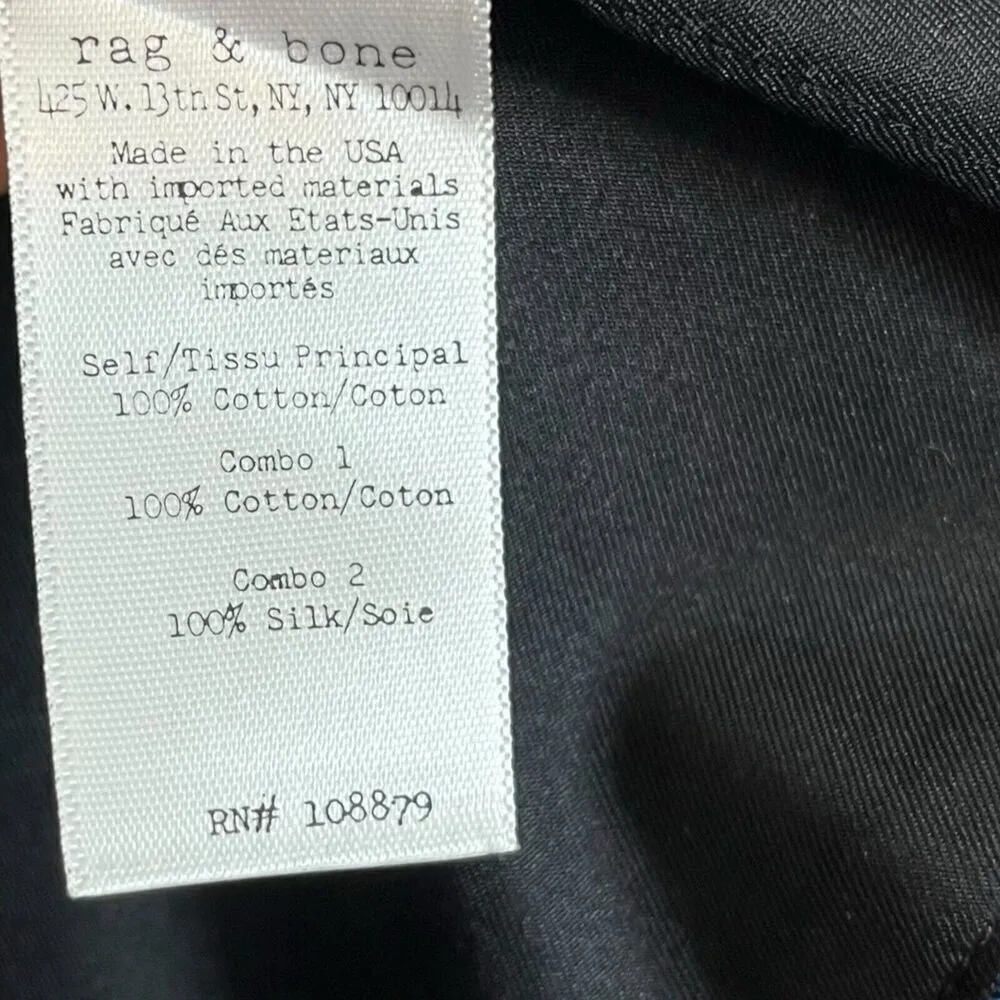 rag & bone
425 W. 13th St, NY, NY 10014
Made in the USA
with imported materials
Fabriqué Aux Etats-Unis
avec dés materiaux
importés
Self/Tissu Principal
100% Cotton/Coton
Combo 1
100% Cotton/Coton
Combo 2
100% Silk/Soie
RN# 108879